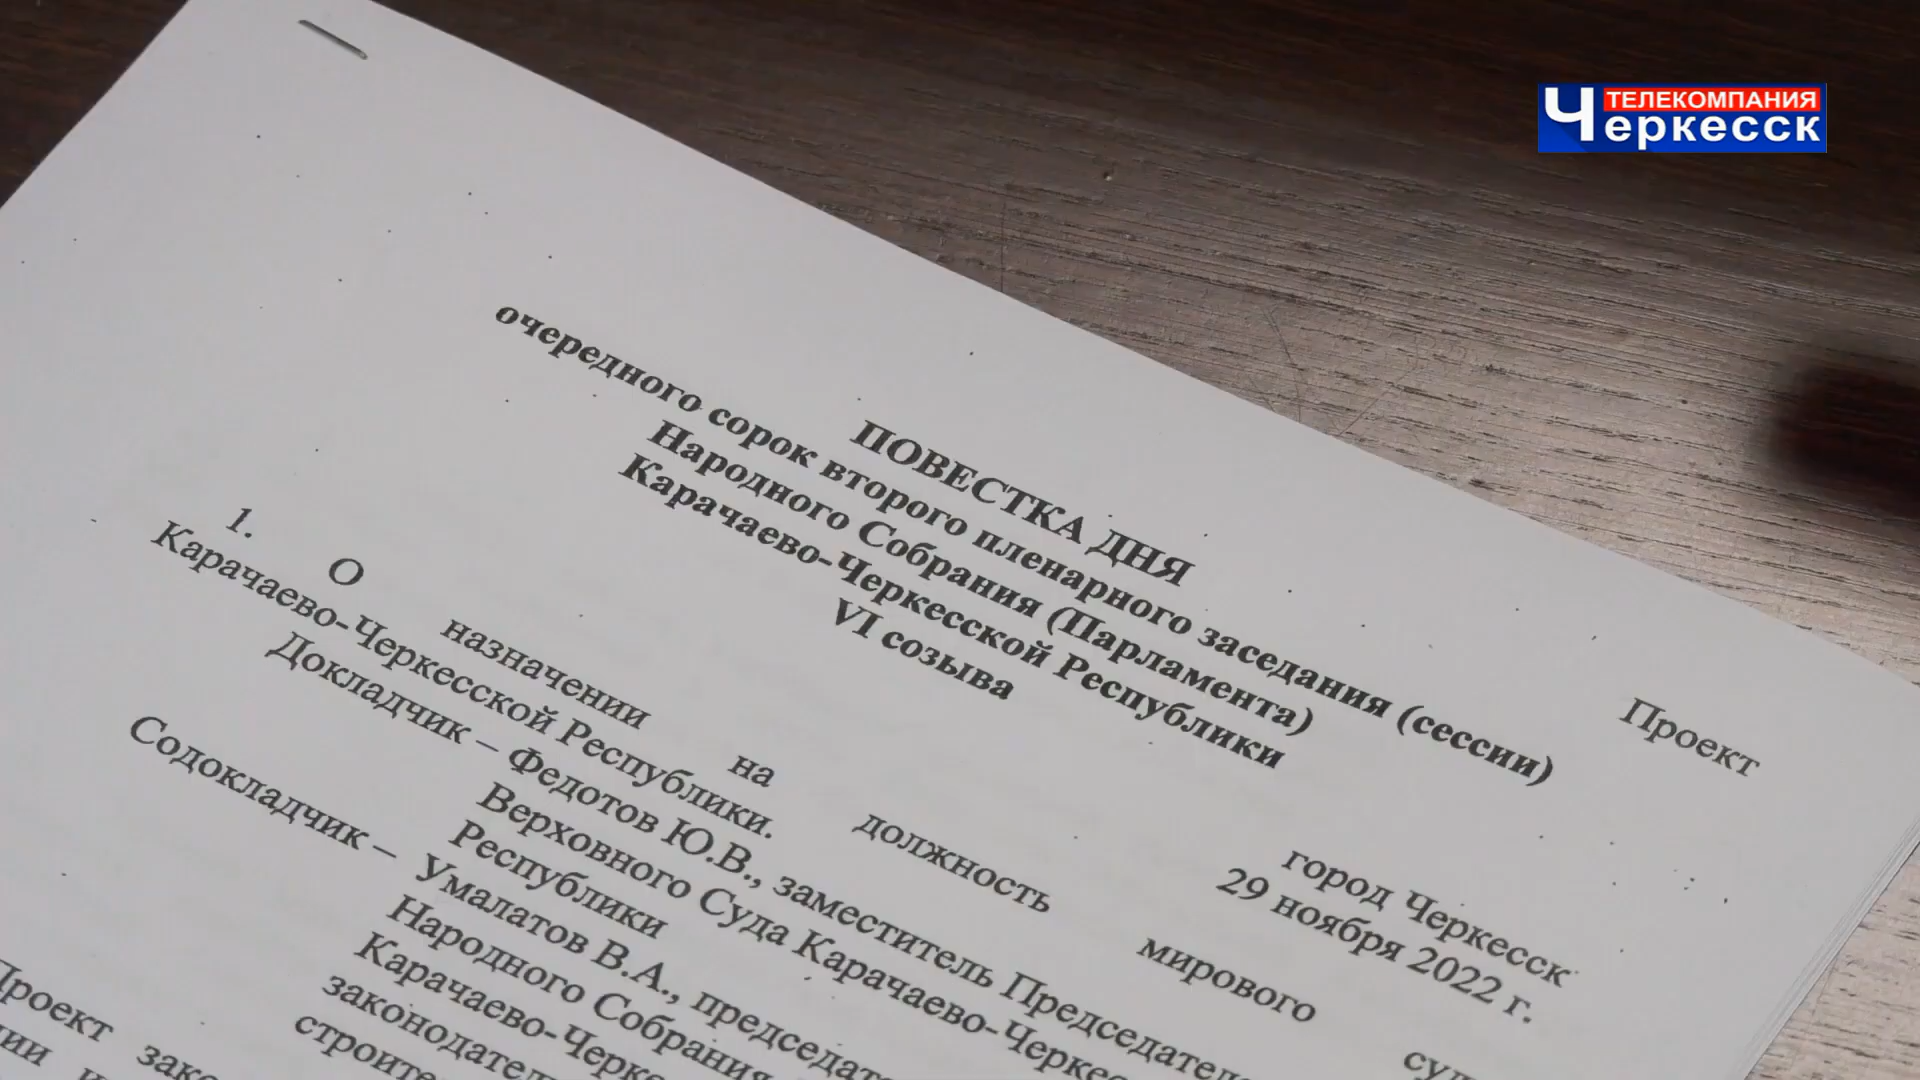 ТЕЛЕКОМПАНИЯ
Черкесск
Проект
ПОВЕСТКА ДНЯ
очередного сорок второго пленарного заседания (сессии)
Народного Собрания (Парламента)
Карачаево-Черкесской Республики
VI созыва
город Черкесск
29 ноября 2022 г.
1. О назначении на должность мирового
Карачаево-Черкесской Республики.
Докладчик – Федотов Ю.В., заместитель
Верховного Суда
Республики
Содокладчик – Умалатов В.А.,
Народного Собрания